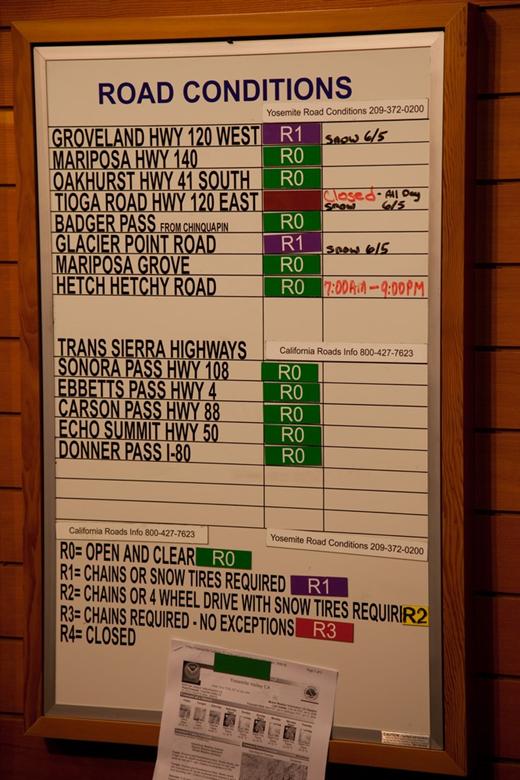 ROAD CONDITIONS
Yosemite Road Conditions 209-372-0200
GROVELAND HWY 120 WEST R1 SNOW 6/5
MARIPOSA HWY 140 R0
OAKHURST HWY 41 SOUTH R0
TIOGA ROAD HWY 120 EAST Closed - All Day
SNOW 6/5
BADGER PASS FROM CHINQUAPIN R0
GLACIER POINT ROAD R1 SNOW 6/5
MARIPOSA GROVE R0
HETCH HETCHY ROAD R0 7:00AM - 9:00PM
TRANS SIERRA HIGHWAYS California Roads Info 800-427-7623
SONORA PASS HWY 108 R0
EBBETTS PASS HWY 4 R0
CARSON PASS HWY 88 R0
ECHO SUMMIT HWY 50 R0
DONNER PASS I-80 R0
California Roads Info 800-427-7623 Yosemite Road Conditions 209-372-0200
R0= OPEN AND CLEAR R0
R1= CHAINS OR SNOW TIRES REQUIRED R1
R2= CHAINS OR 4 WHEEL DRIVE WITH SNOW TIRES REQUIR R2
R3= CHAINS REQUIRED - NO EXCEPTIONS R3
R4= CLOSED
Yosemite Valley CA